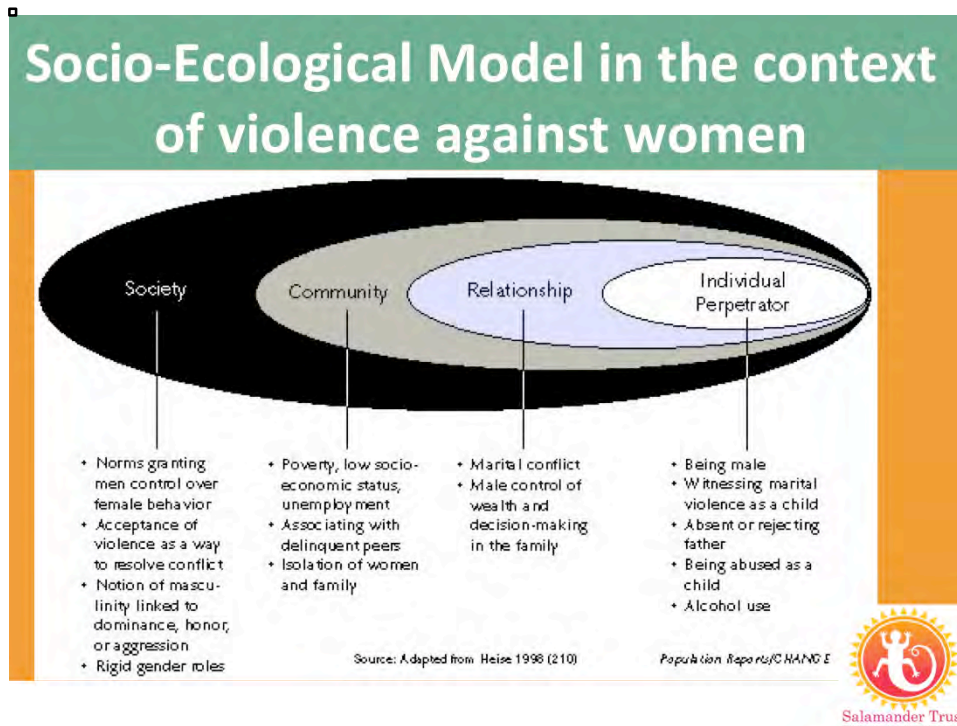 Socio-Ecological Model in the context
of violence against women
Society
Community
Relationship
Individual
Perpetrator
+ Norms granting
men control over
female behavior
+ Acceptance of
violence as a way
to resolve conflict
+ Notion of mascu-
linity linked to
dominance, honor,
or aggression
+ Rigid gender roles
+ Poverty, low socio-
economic status,
unemployment
+ Associating with
delinquent peers
+ Isolation of women
and family
+ Marital conflict
+ Male control of
wealth and
decision-making
in the family
+ Being male
+ Witnessing marital
violence as a child
+ Absent or rejecting
father
+ Being abused as a
child
+ Alcohol use
Source: Adapted from Heise 1998 (210)
Population Reports/CHANGE
Salamander Trus